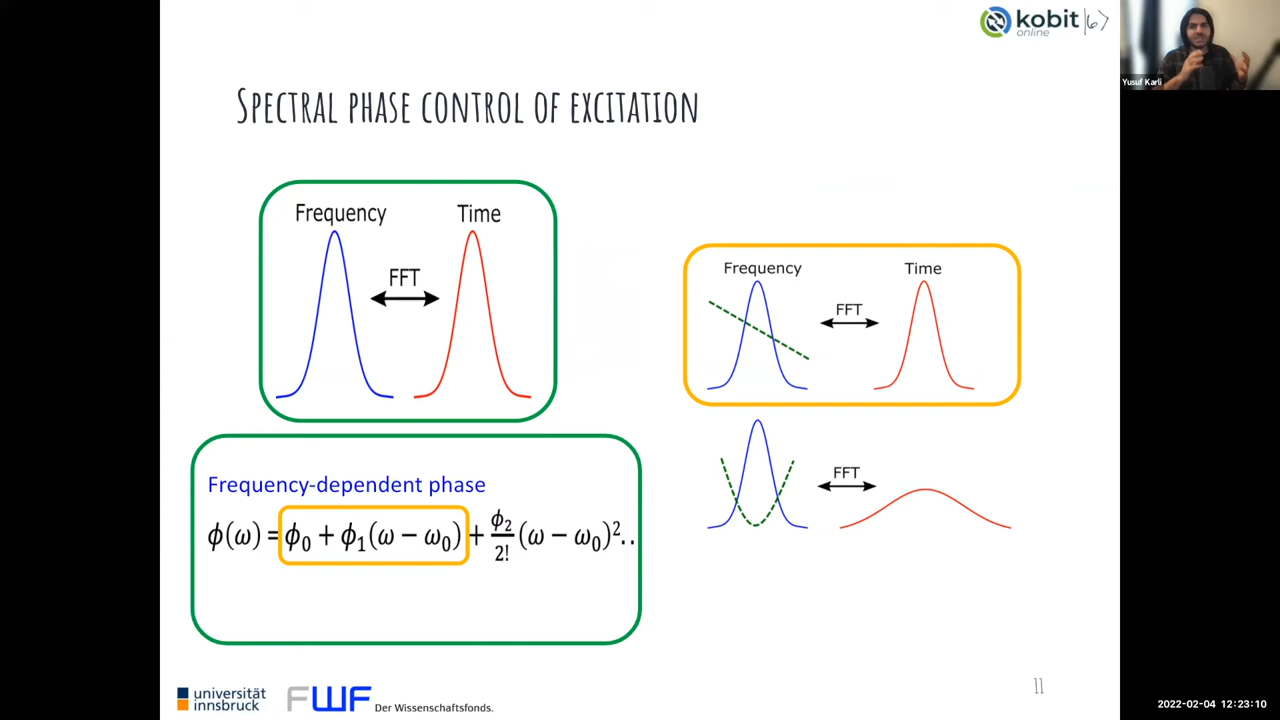 kobit |6>
online
Yusuf Karli
SPECTRAL PHASE CONTROL OF EXCITATION
Frequency Time
FFT
Frequency Time
FFT
FFT
Frequency-dependent phase
ϕ(ω) = ϕ₀ + ϕ₁(ω − ω₀) + ϕ₂/2! (ω − ω₀)²..
universität
innsbruck
FWF Der Wissenschaftsfonds.
11
2022-02-04 12:23:10